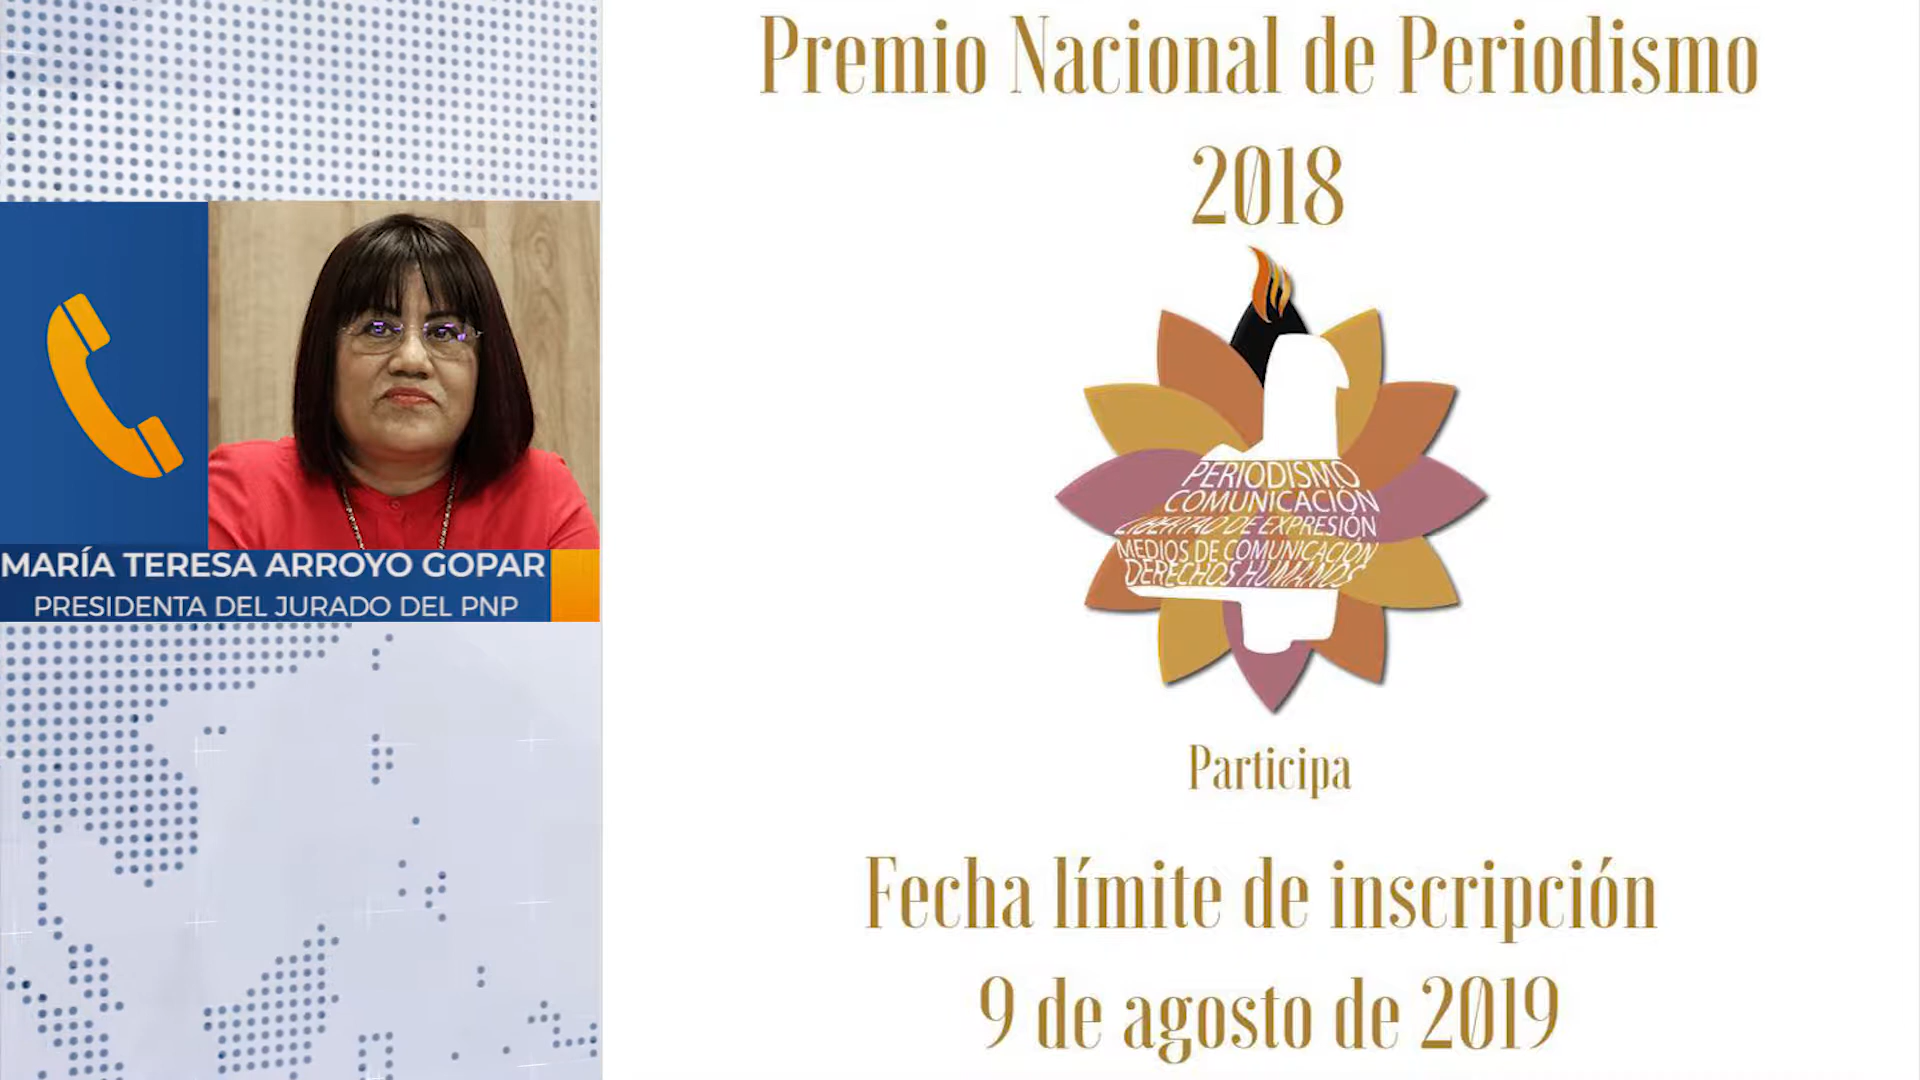 MARÍA TERESA ARROYO GOPAR
PRESIDENTA DEL JURADO DEL PNP
Premio Nacional de Periodismo
2018
PERIODISMO
COMUNICACIÓN
LIBERTAD DE EXPRESIÓN
MEDIOS DE COMUNICACIÓN
DERECHOS HUMANOS
Participa
Fecha límite de inscripción
9 de agosto de 2019